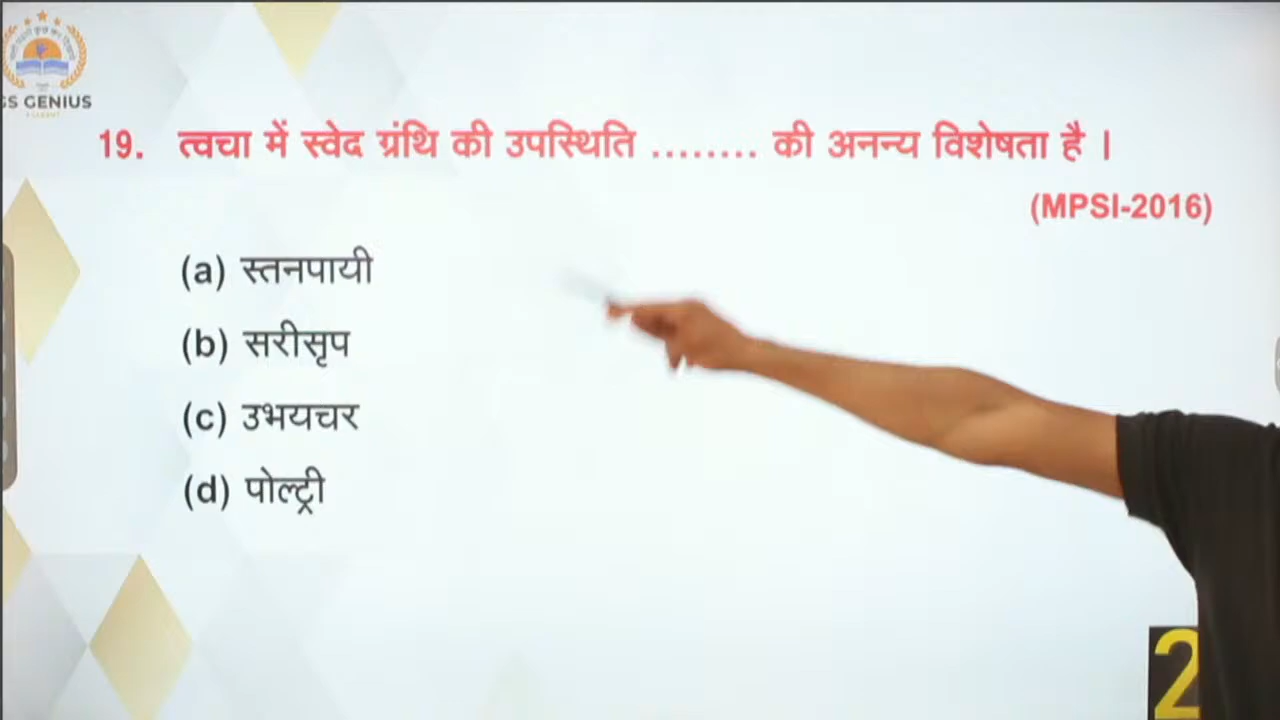 GS GENIUS
19. त्वचा में स्वेद ग्रंथि की उपस्थिति ........ की अनन्य विशेषता है ।
(MPSI-2016)
(a) स्तनपायी
(b) सरीसृप
(c) उभयचर
(d) पोल्ट्री
2